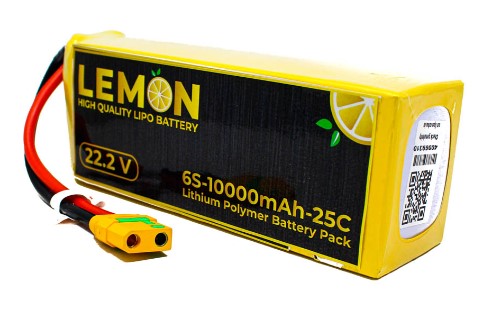 LEMON
HIGH QUALITY LIPO BATTERY
22.2 V
6S-10000mAh-25C
Lithium Polymer Battery Pack